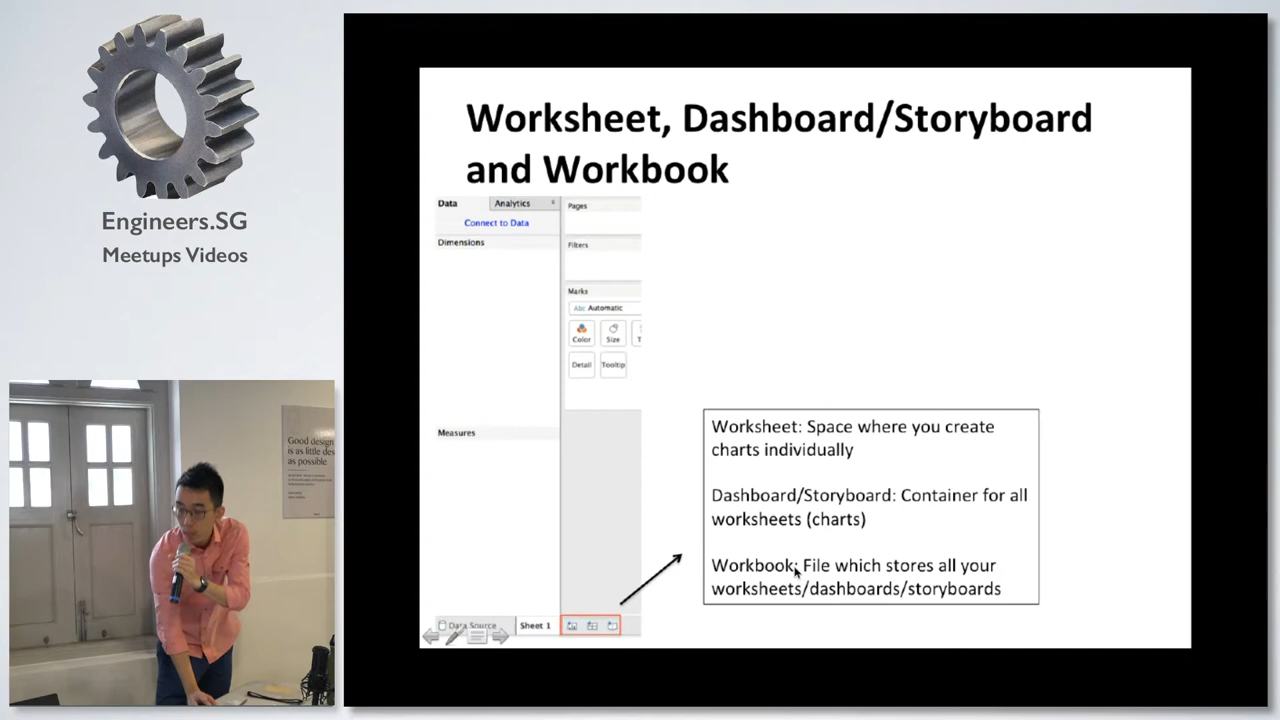 Engineers.SG
Meetups Videos
Worksheet, Dashboard/Storyboard
and Workbook
Data
Analytics
Pages
Connect to Data
Dimensions
Filters
Marks
Abc Automatic
Color
Size
Detail
Tooltip
Measures
Data Source
Sheet 1
Worksheet: Space where you create
charts individually
Dashboard/Storyboard: Container for all
worksheets (charts)
Workbook: File which stores all your
worksheets/dashboards/storyboards
Good design
is as little des
as possible